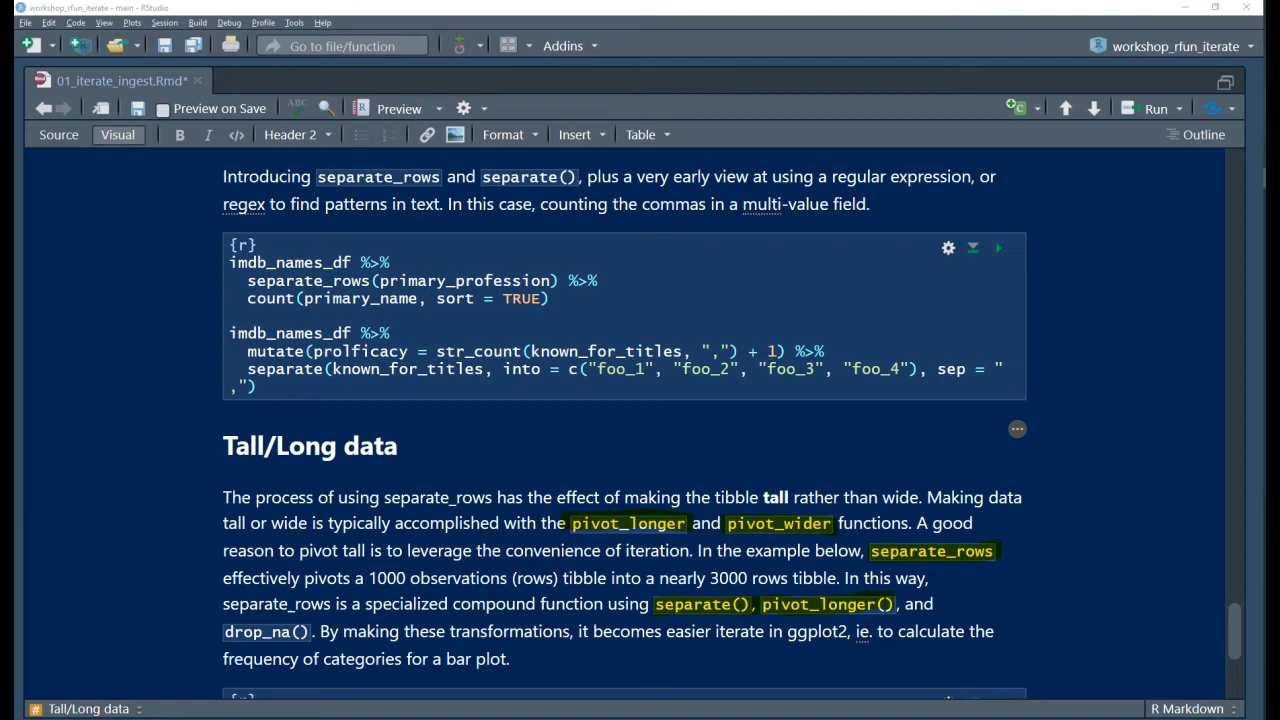 workshop_rfun_iterate - main - RStudio
File Edit Code View Plots Session Build Debug Profile Tools Help
Go to file/function
Addins
workshop_rfun_iterate
01_iterate_ingest.Rmd*
Preview on Save
ABC
Preview
Run
Source Visual
B I </> Header 2
Format Insert Table
Outline
Introducing separate_rows and separate(), plus a very early view at using a regular expression, or
regex to find patterns in text. In this case, counting the commas in a multi-value field.
{r}
imdb_names_df %>%
  separate_rows(primary_profession) %>%
  count(primary_name, sort = TRUE)
imdb_names_df %>%
  mutate(prolficacy = str_count(known_for_titles, ",") + 1) %>%
  separate(known_for_titles, into = c("foo_1", "foo_2", "foo_3", "foo_4"), sep = "
,")
Tall/Long data
The process of using separate_rows has the effect of making the tibble tall rather than wide. Making data
tall or wide is typically accomplished with the pivot_longer and pivot_wider functions. A good
reason to pivot tall is to leverage the convenience of iteration. In the example below, separate_rows
effectively pivots a 1000 observations (rows) tibble into a nearly 3000 rows tibble. In this way,
separate_rows is a specialized compound function using separate(), pivot_longer(), and
drop_na(). By making these transformations, it becomes easier iterate in ggplot2, ie. to calculate the
frequency of categories for a bar plot.
{r}
# Tall/Long data
R Markdown